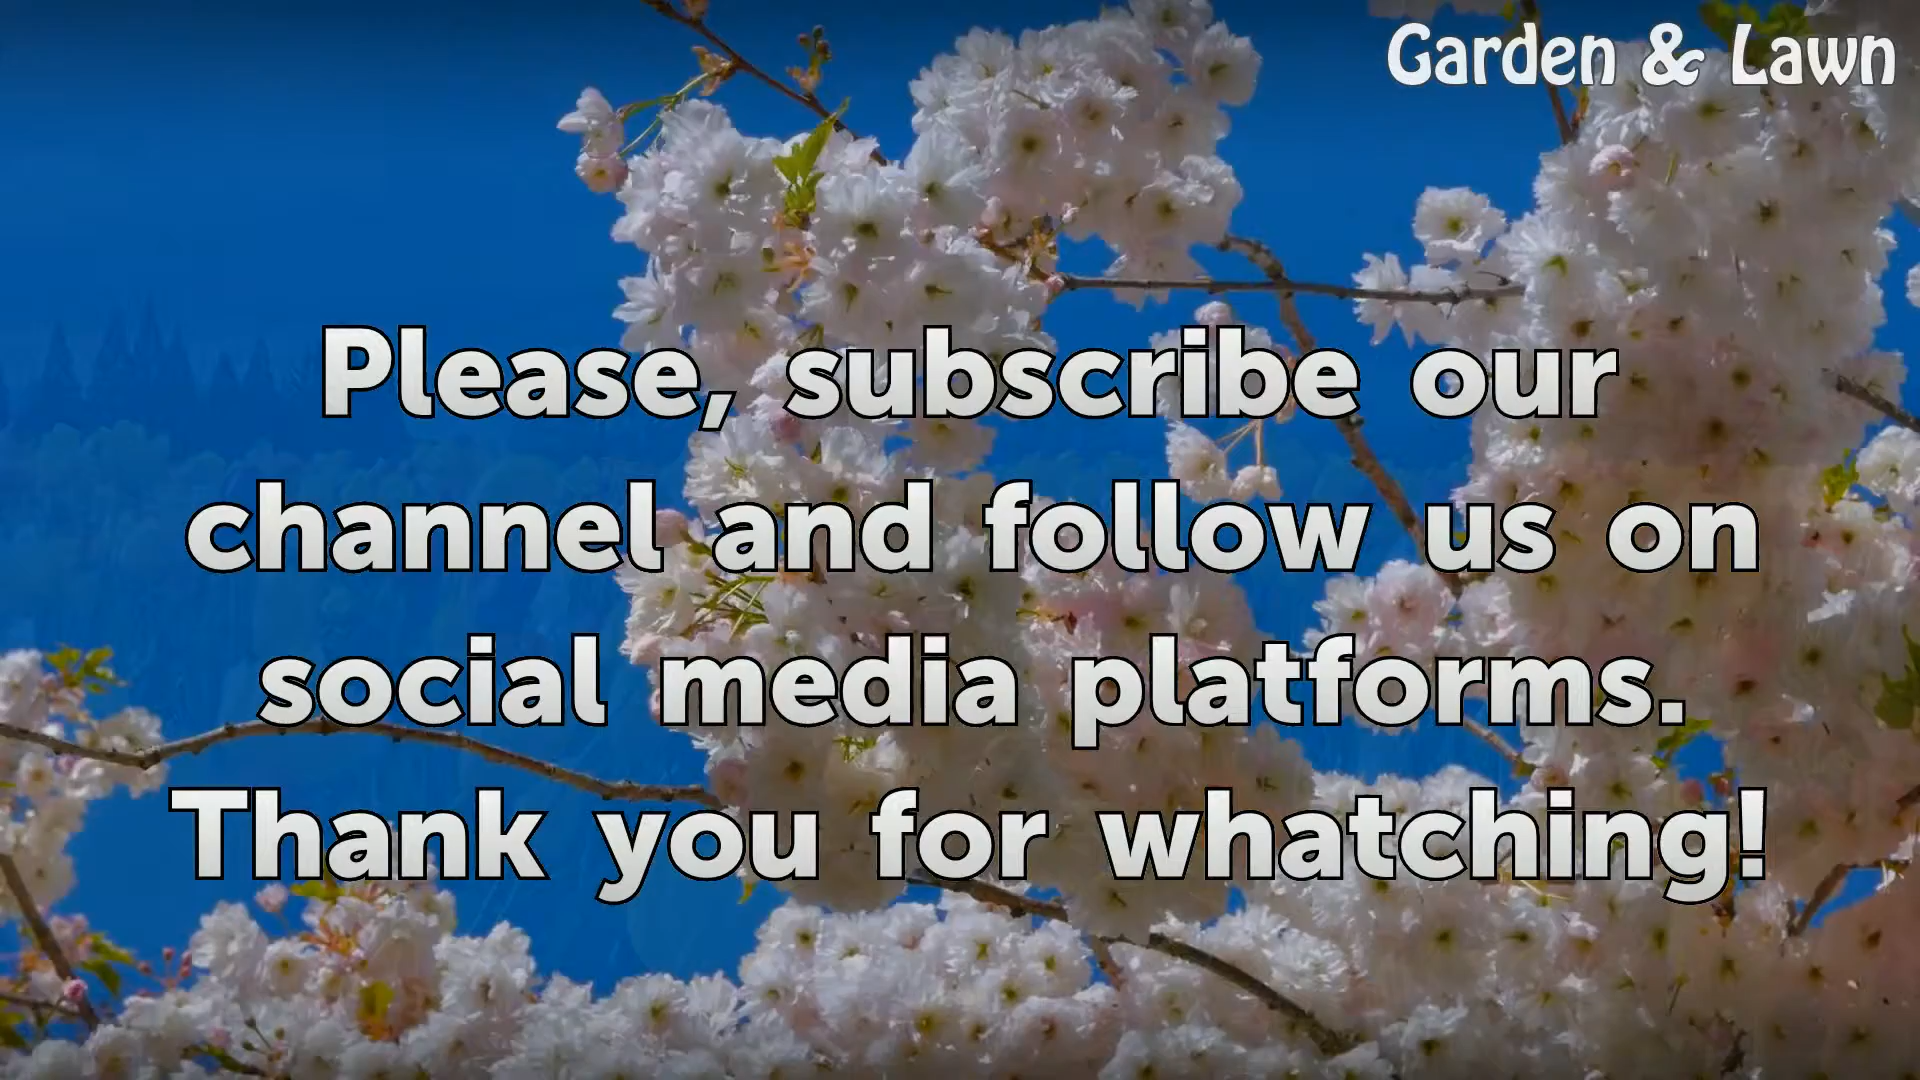 Garden & Lawn
Please, subscribe our
channel and follow us on
social media platforms.
Thank you for whatching!